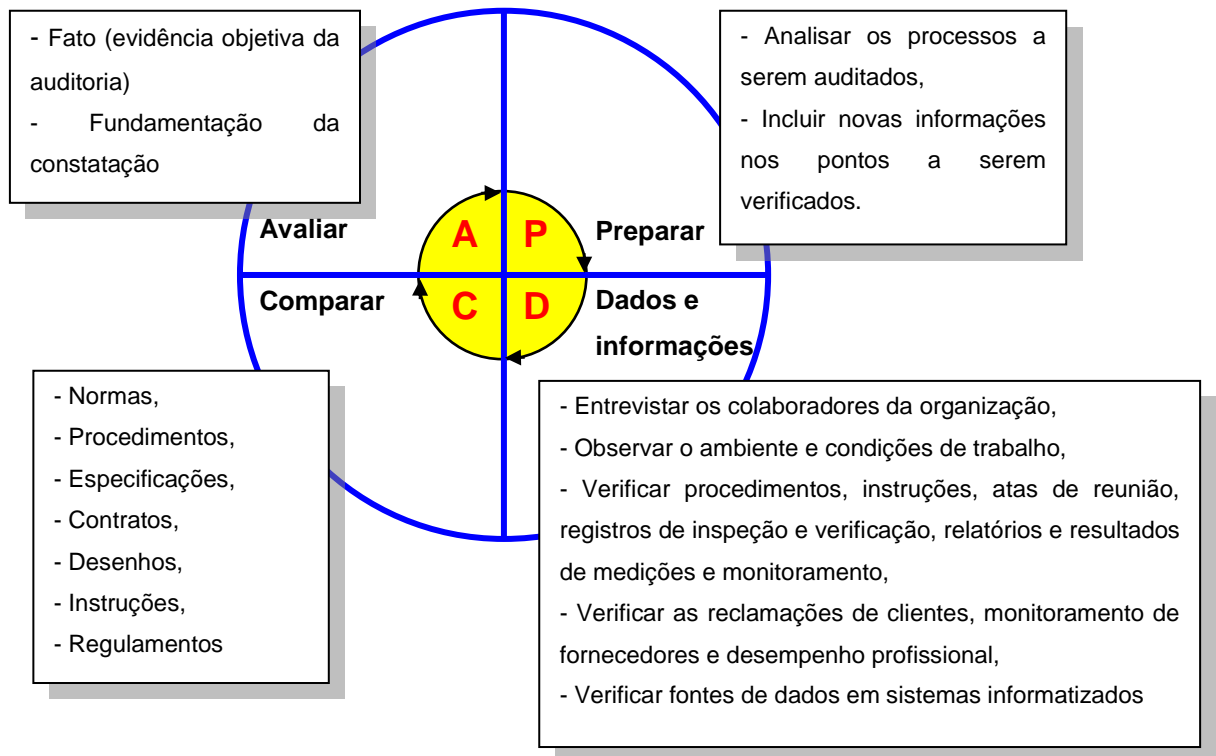 - Fato (evidência objetiva da
auditoria)
- Fundamentação da
constatação
- Analisar os processos a
serem auditados,
- Incluir novas informações
nos pontos a serem
verificados.
Avaliar
A
P
Preparar
Comparar
C
D
Dados e
informações
- Normas,
- Procedimentos,
- Especificações,
- Contratos,
- Desenhos,
- Instruções,
- Regulamentos
- Entrevistar os colaboradores da organização,
- Observar o ambiente e condições de trabalho,
- Verificar procedimentos, instruções, atas de reunião,
registros de inspeção e verificação, relatórios e resultados
de medições e monitoramento,
- Verificar as reclamações de clientes, monitoramento de
fornecedores e desempenho profissional,
- Verificar fontes de dados em sistemas informatizados